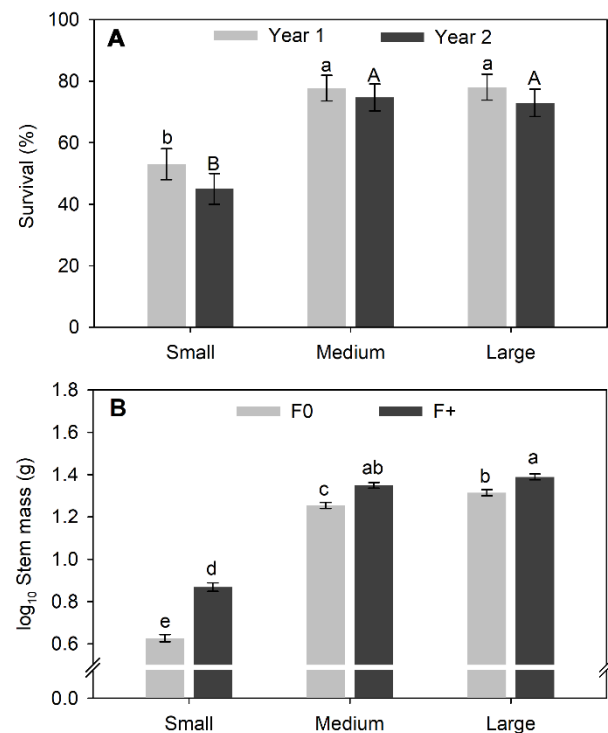 A
Year 1 Year 2
100
80
60
40
20
0
Survival (%)
b B a A a A
Small Medium Large
B
F0 F+
1.8
1.6
1.4
1.2
1.0
0.8
0.6
0.0
log₁₀ Stem mass (g)
e d c ab b a
Small Medium Large